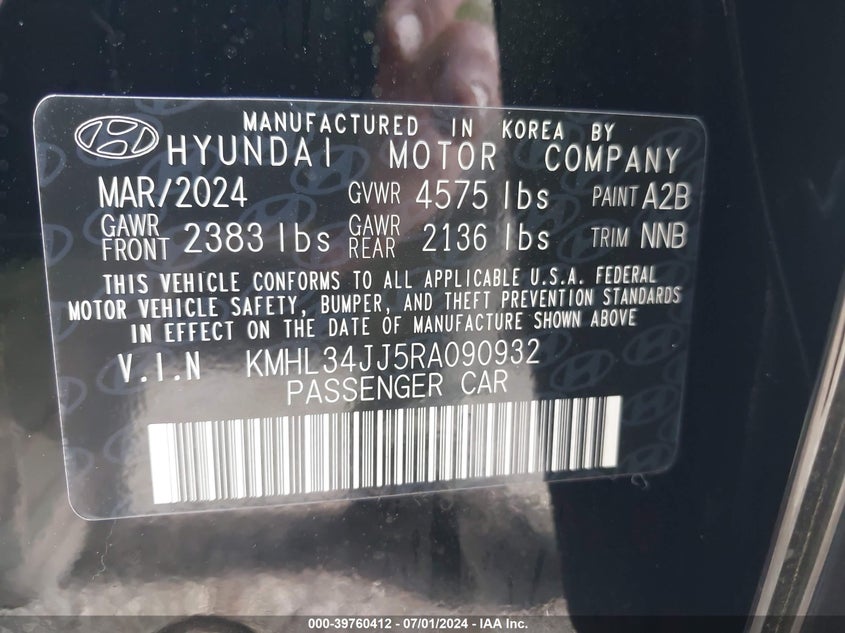 MANUFACTURED IN KOREA BY
HYUNDAI MOTOR COMPANY
MAR/2024 GVWR 4575 lbs PAINT A2B
GAWR FRONT 2383 lbs GAWR REAR 2136 lbs TRIM NNB
THIS VEHICLE CONFORMS TO ALL APPLICABLE U.S.A. FEDERAL
MOTOR VEHICLE SAFETY, BUMPER, AND THEFT PREVENTION STANDARDS
IN EFFECT ON THE DATE OF MANUFACTURE SHOWN ABOVE
V.I.N KMHL34JJ5RA090932
PASSENGER CAR
000-39760412 - 07/01/2024 - IAA Inc.